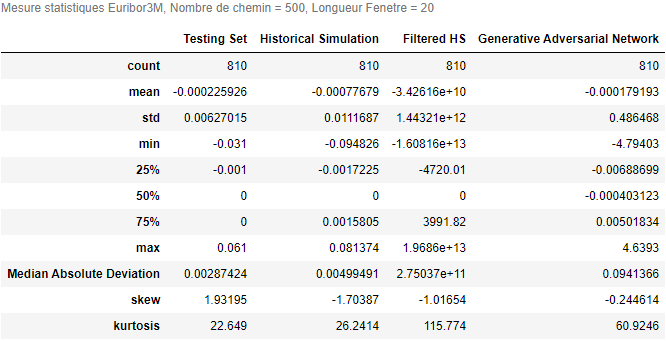 Mesure statistiques Euribor3M, Nombre de chemin = 500, Longueur Fenetre = 20
Testing Set Historical Simulation Filtered HS Generative Adversarial Network
count 810 810 810 810
mean -0.000225926 -0.00077679 -3.42616e+10 -0.000179193
std 0.00627015 0.0111687 1.44321e+12 0.486468
min -0.031 -0.094826 -1.60816e+13 -4.79403
25% -0.001 -0.0017225 -4720.01 -0.00688699
50% 0 0 0 -0.000403123
75% 0 0.0015805 3991.82 0.00501834
max 0.061 0.081374 1.9686e+13 4.6393
Median Absolute Deviation 0.00287424 0.00499491 2.75037e+11 0.0941366
skew 1.93195 -1.70387 -1.01654 -0.244614
kurtosis 22.649 26.2414 115.774 60.9246